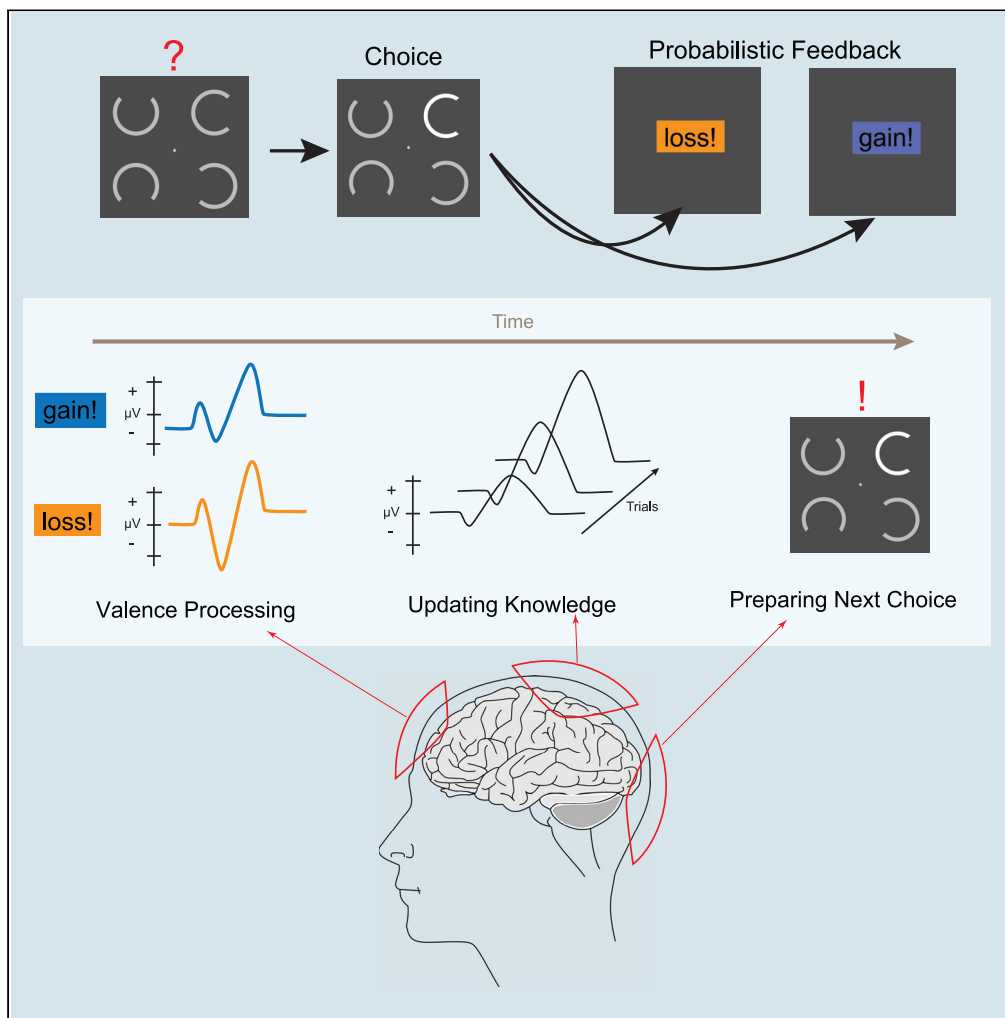 ?
Choice
Probabilistic Feedback
loss!
gain!
Time
gain!
+
µV
-
loss!
+
µV
-
+
µV
-
Trials
!
Valence Processing
Updating Knowledge
Preparing Next Choice